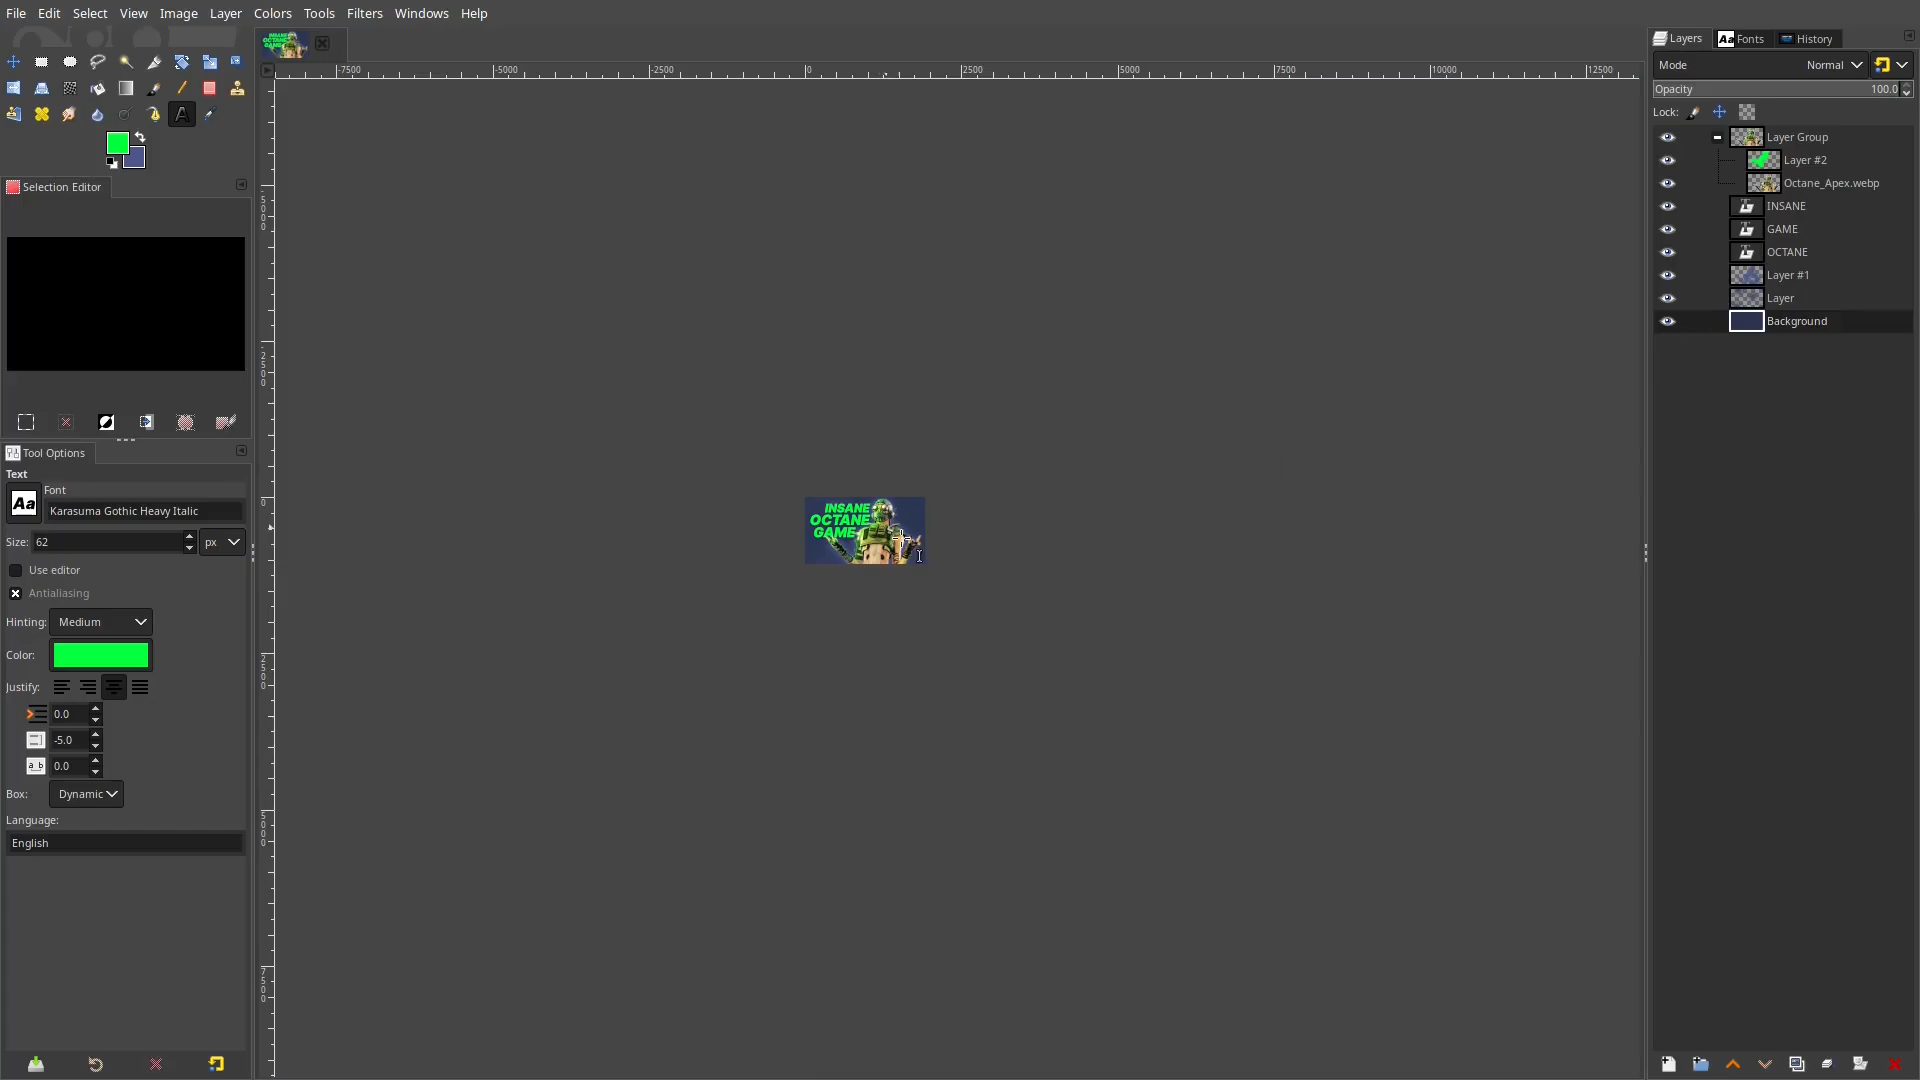 File Edit Select View Image Layer Colors Tools Filters Windows Help
Selection Editor
Tool Options
Text
Aa
Font
Karasuma Gothic Heavy Italic
Size: 62 px
Use editor
Antialiasing
Hinting: Medium
Color:
Justify:
0.0
-5.0
0.0
Box: Dynamic
Language:
English
-7500 -5000 -2500 0 2500 5000 7500 10000 12500
INSANE
OCTANE
GAME
Layers Aa Fonts History
Mode Normal
Opacity 100.0
Lock:
Layer Group
Layer #2
Octane_Apex.webp
INSANE
GAME
OCTANE
Layer #1
Layer
Background